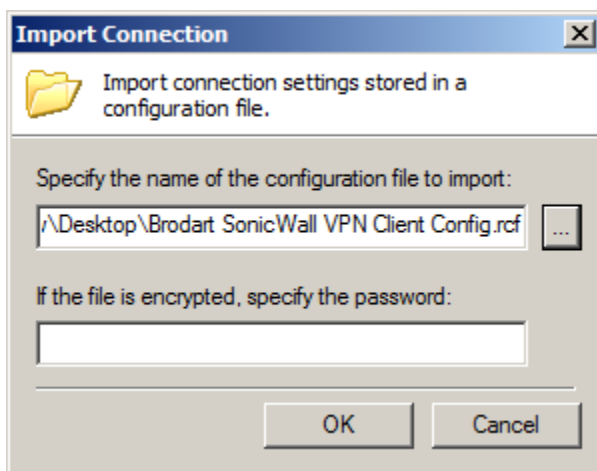 Import Connection
Import connection settings stored in a
configuration file.
Specify the name of the configuration file to import:
\Desktop\Brodart SonicWall VPN Client Config.rcf
...
If the file is encrypted, specify the password:
OK
Cancel